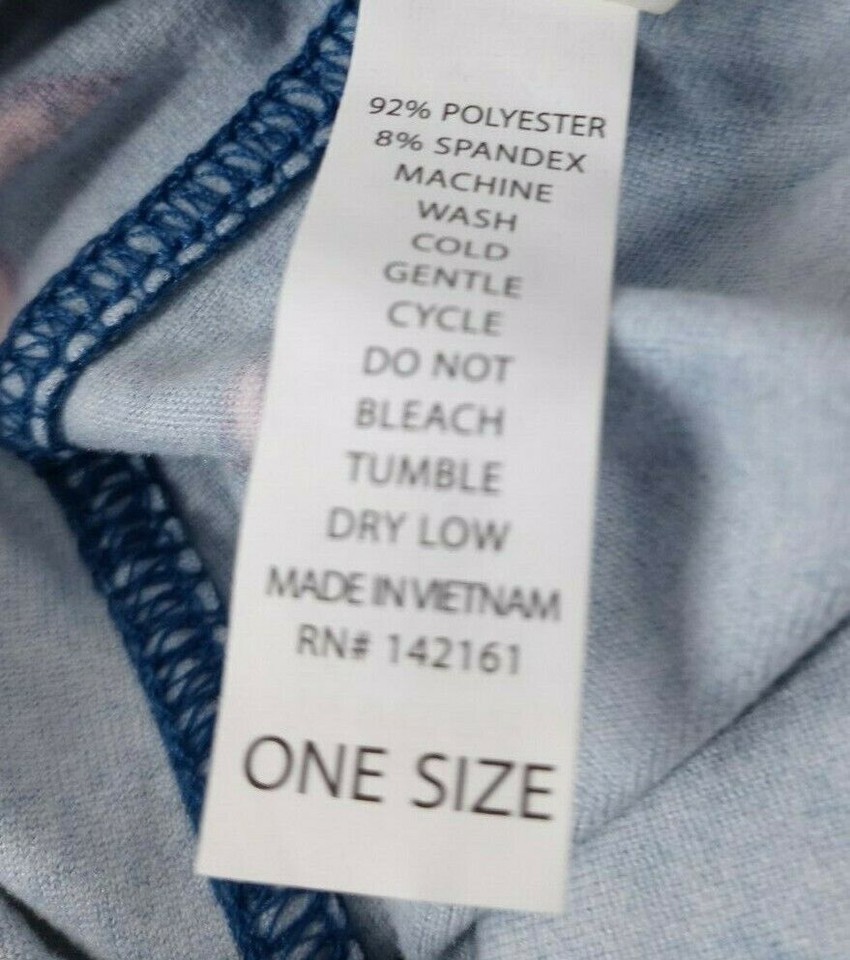 92% POLYESTER
8% SPANDEX
MACHINE
WASH
COLD
GENTLE
CYCLE
DO NOT
BLEACH
TUMBLE
DRY LOW
MADE IN VIETNAM
RN# 142161
ONE SIZE